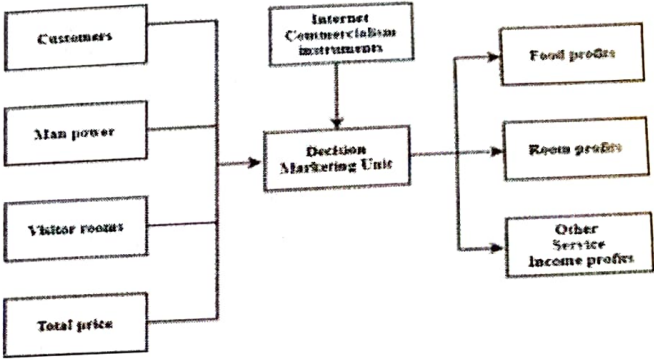 Customers
Man power
Visitor rooms
Total price
Internet
Commercialism
instruments
Decision
Marketing Unit
Food profits
Room profits
Other
Service
Income profits